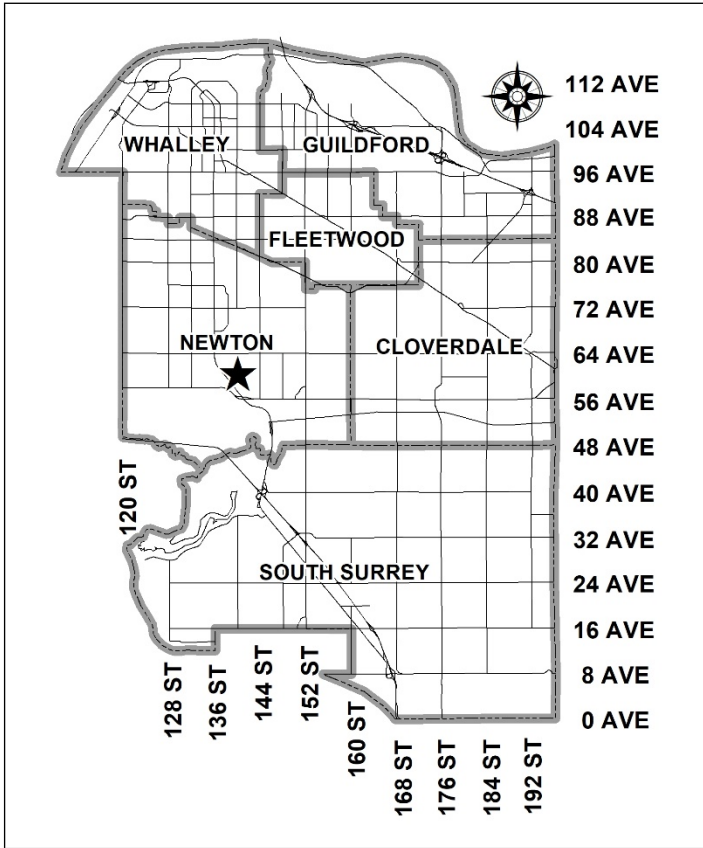 112 AVE
104 AVE
WHALLEY
GUILDFORD
96 AVE
88 AVE
FLEETWOOD
80 AVE
72 AVE
NEWTON
CLOVERDALE
64 AVE
56 AVE
48 AVE
120 ST
40 AVE
32 AVE
SOUTH SURREY
24 AVE
16 AVE
8 AVE
0 AVE
128 ST
136 ST
144 ST
152 ST
160 ST
168 ST
176 ST
184 ST
192 ST